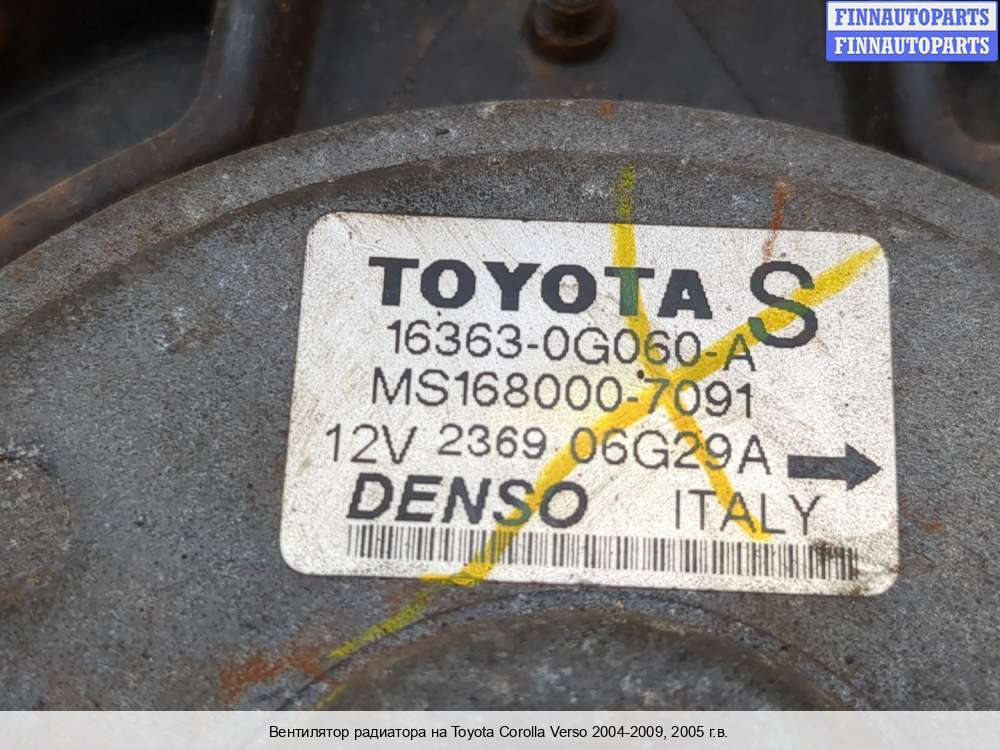 FINNAUTOPARTS
FINNAUTOPARTS
TOYOTA S
16363-0G060-A
MS168000-7091
12V 2369 06G29A
DENSO ITALY
Вентилятор радиатора на Toyota Corolla Verso 2004-2009, 2005 г.в.